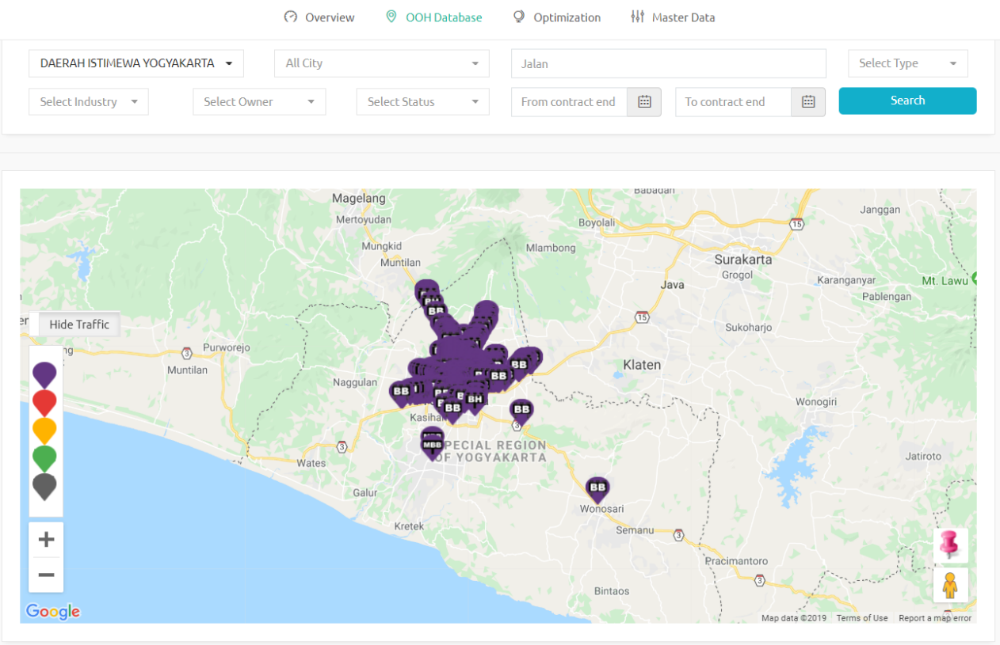 Overview OOH Database Optimization Master Data
DAERAH ISTIMEWA YOGYAKARTA All City Jalan Select Type
Select Industry Select Owner Select Status From contract end To contract end Search
Magelang
Babadan
Mertoyudan
Boyolali
Janggan
15
Mungkid
Mlambong
Muntilan
Surakarta
Grogol
Karanganyar
Mt. Lawu
Java
Pablengan
BB
15
Hide Traffic
Sukoharjo
3
Purworejo
Muntilan
Klaten
BB
BB
Naggulan
BB
BH
BB
BB
Wonogiri
3
MBB
SPECIAL REGION
OF YOGYAKARTA
3
Wates
Jatiroto
BB
Galur
Wonosari
Kretek
Semanu
3
Pracimantoro
3
Bintaos
Google
Map data ©2019 Terms of Use Report a map error